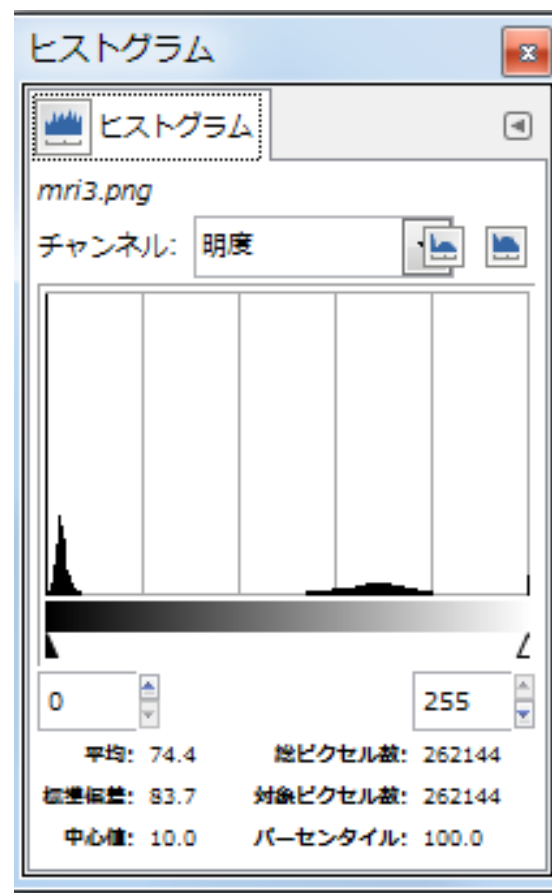 ヒストグラム
ヒストグラム
mri3.png
チャンネル: 明度
0 255
平均: 74.4 総ピクセル数: 262144
標準偏差: 83.7 対象ピクセル数: 262144
中心値: 10.0 パーセンタイル: 100.0